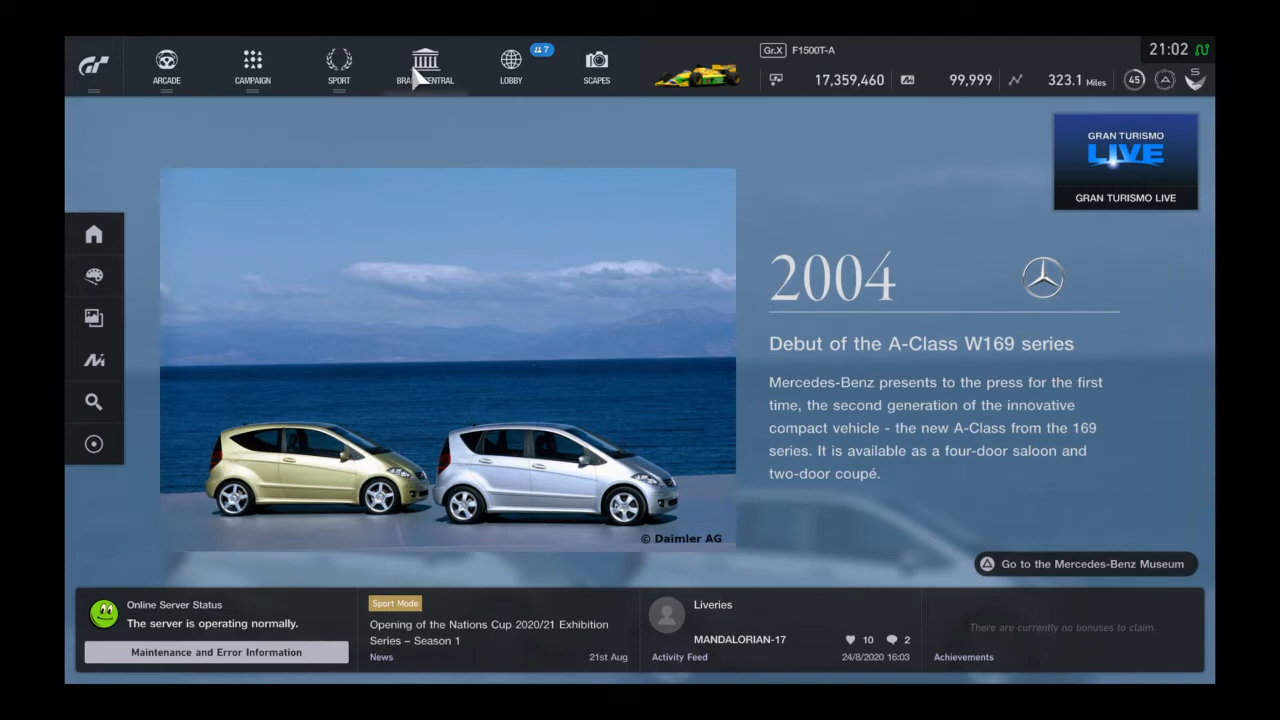 ARCADE
CAMPAIGN
SPORT
LOBBY
7
SCAPES
Gr.X F1500T-A
17,359,460
99,999
323.1 Miles
45
S
21:02
GRAN TURISMO
LIVE
GRAN TURISMO LIVE
2004
Debut of the A-Class W169 series
Mercedes-Benz presents to the press for the first
time, the second generation of the innovative
compact vehicle - the new A-Class from the 169
series. It is available as a four-door saloon and
two-door coupé.
© Daimler AG
Go to the Mercedes-Benz Museum
Online Server Status
The server is operating normally.
Maintenance and Error Information
Sport Mode
Opening of the Nations Cup 2020/21 Exhibition
Series – Season 1
News 21st Aug
Liveries
MANDALORIAN-17 10 2
Activity Feed 24/8/2020 16:03
There are currently no bonuses to claim.
Achievements